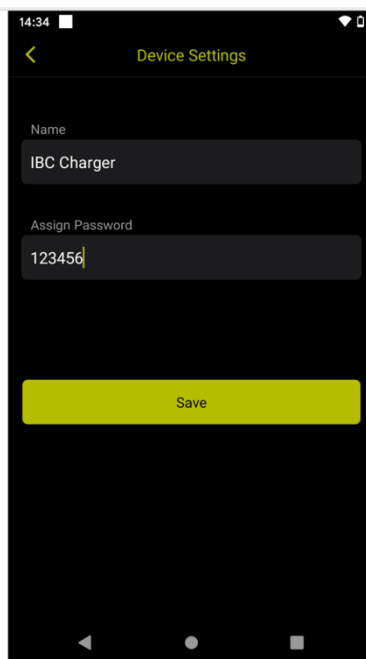 14:34
Device Settings
Name
IBC Charger
Assign Password
123456
Save